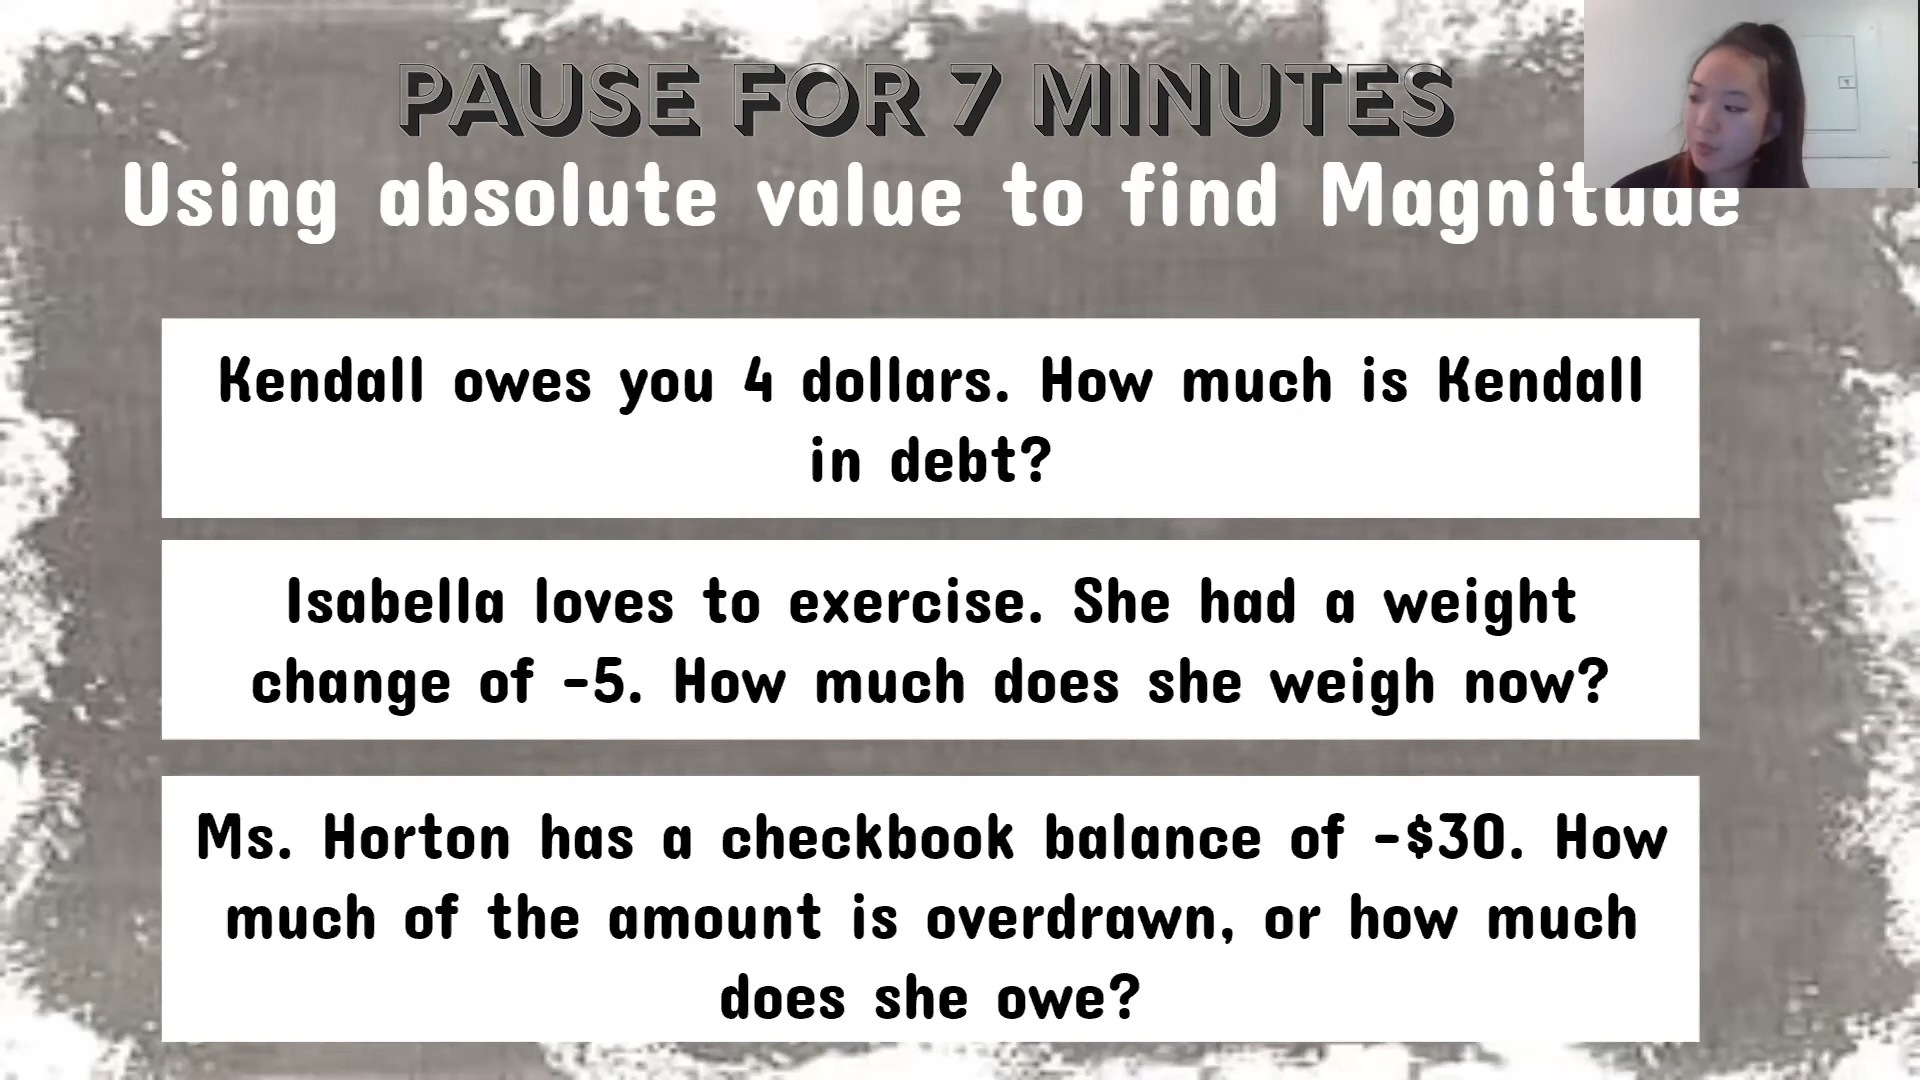 PAUSE FOR 7 MINUTES
Using absolute value to find Magnitude
Kendall owes you 4 dollars. How much is Kendall
in debt?
Isabella loves to exercise. She had a weight
change of -5. How much does she weigh now?
Ms. Horton has a checkbook balance of -$30. How
much of the amount is overdrawn, or how much
does she owe?